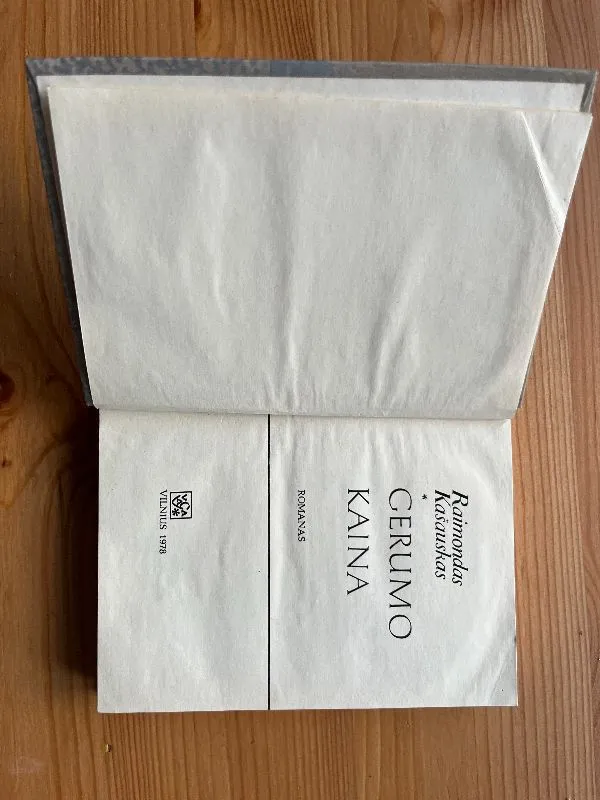 Raimondas
Kašauskas
*
GERUMO
KAINA
ROMANAS
VILNIUS 1978